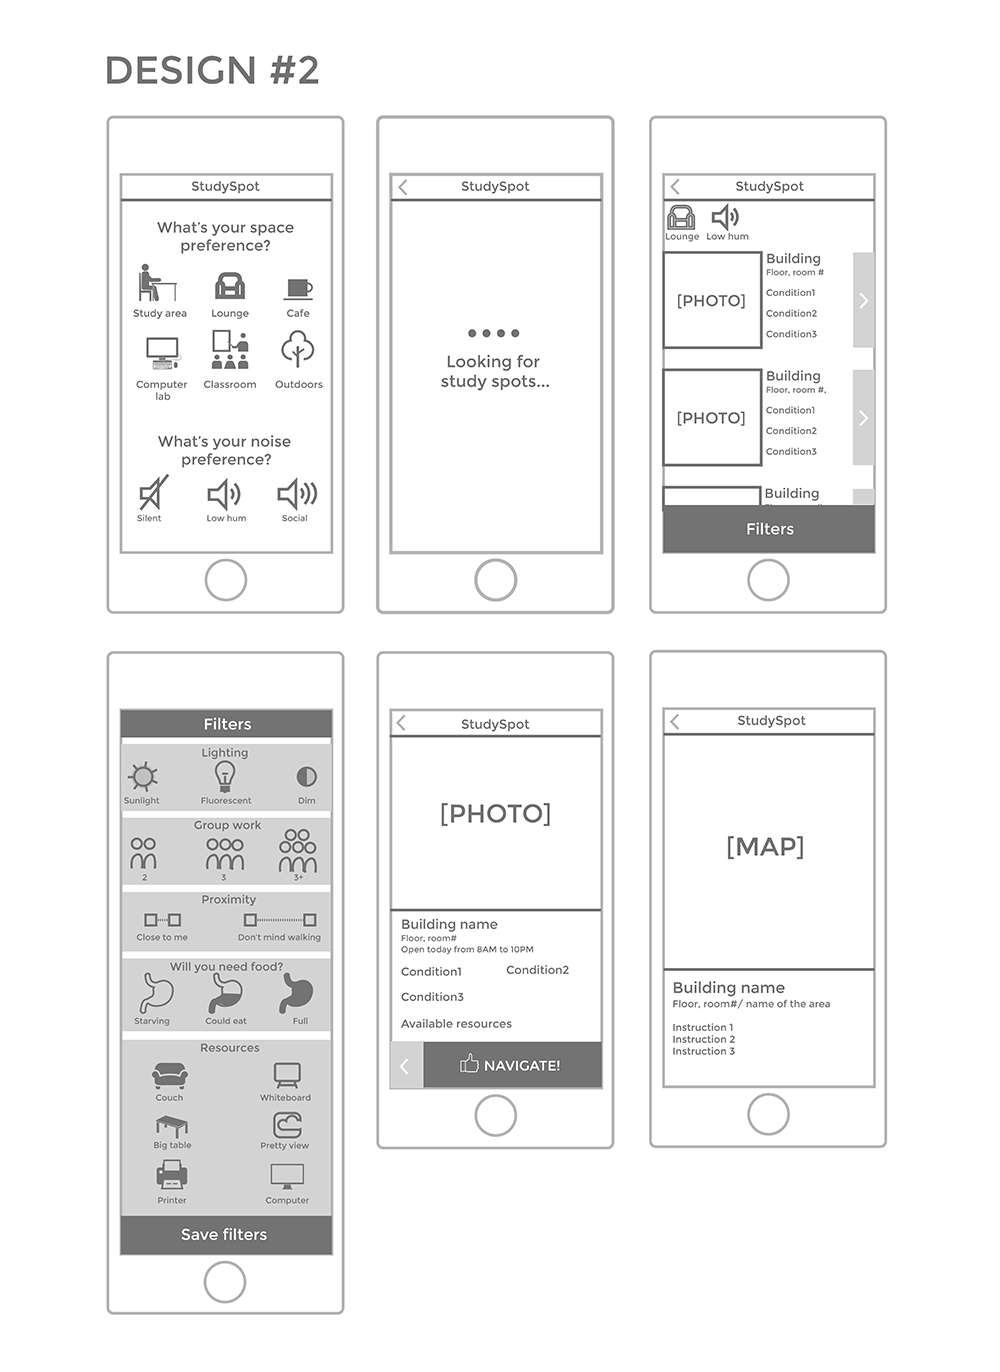 DESIGN #2
StudySpot
What's your space
preference?
Study area
Lounge
Cafe
Computer
lab
Classroom
Outdoors
What's your noise
preference?
Silent
Low hum
Social
StudySpot
Looking for
study spots...
StudySpot
Lounge
Low hum
[PHOTO]
Building
Floor, room #
Condition1
Condition2
Condition3
[PHOTO]
Building
Floor, room #,
Condition1
Condition2
Condition3
Building
Filters
Filters
Lighting
Sunlight
Fluorescent
Dim
Group work
2
3
3+
Proximity
Close to me
Don't mind walking
Will you need food?
Starving
Could eat
Full
Resources
Couch
Whiteboard
Big table
Pretty view
Printer
Computer
Save filters
StudySpot
[PHOTO]
Building name
Floor, room#
Open today from 8AM to 10PM
Condition1
Condition2
Condition3
Available resources
NAVIGATE!
StudySpot
[MAP]
Building name
Floor, room#/ name of the area
Instruction 1
Instruction 2
Instruction 3